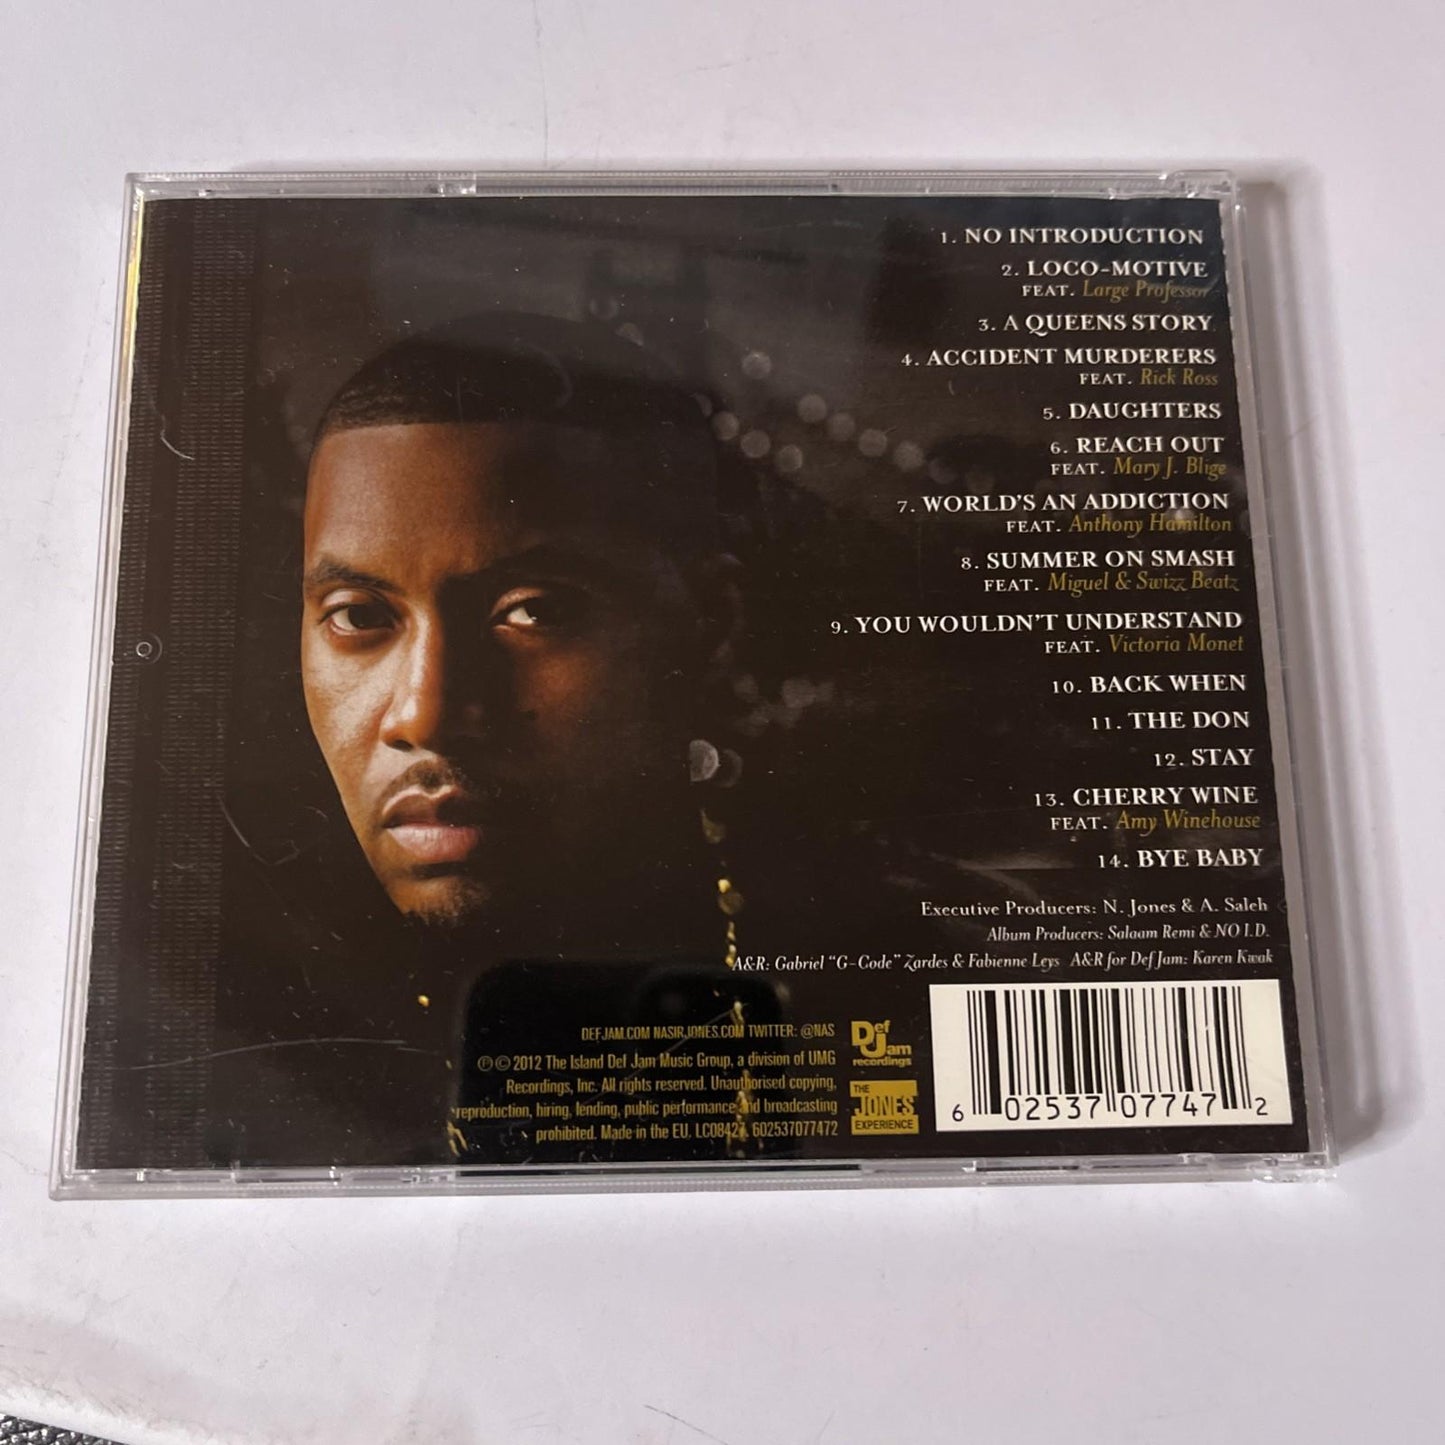 1. NO INTRODUCTION
2. LOCO-MOTIVE
FEAT. Large Professor
3. A QUEENS STORY
4. ACCIDENT MURDERERS
FEAT. Rick Ross
5. DAUGHTERS
6. REACH OUT
FEAT. Mary J. Blige
7. WORLD'S AN ADDICTION
FEAT. Anthony Hamilton
8. SUMMER ON SMASH
FEAT. Miguel & Swizz Beatz
9. YOU WOULDN'T UNDERSTAND
FEAT. Victoria Monet
10. BACK WHEN
11. THE DON
12. STAY
13. CHERRY WINE
FEAT. Amy Winehouse
14. BYE BABY
Executive Producers: N. Jones & A. Saleh
Album Producers: Salaam Remi & NO I.D.
A&R: Gabriel "G-Code" Zardes & Fabienne Leys A&R for Def Jam: Karen Kwak
DEFJAM.COM NASIRJONES.COM TWITTER: @NAS
℗ © 2012 The Island Def Jam Music Group, a division of UMG
Recordings, Inc. All rights reserved. Unauthorised copying,
reproduction, hiring, lending, public performance and broadcasting
prohibited. Made in the EU. LC08427. 602537077472
Def
Jam
recordings
THE
JONES
EXPERIENCE
6 02537 07747 2